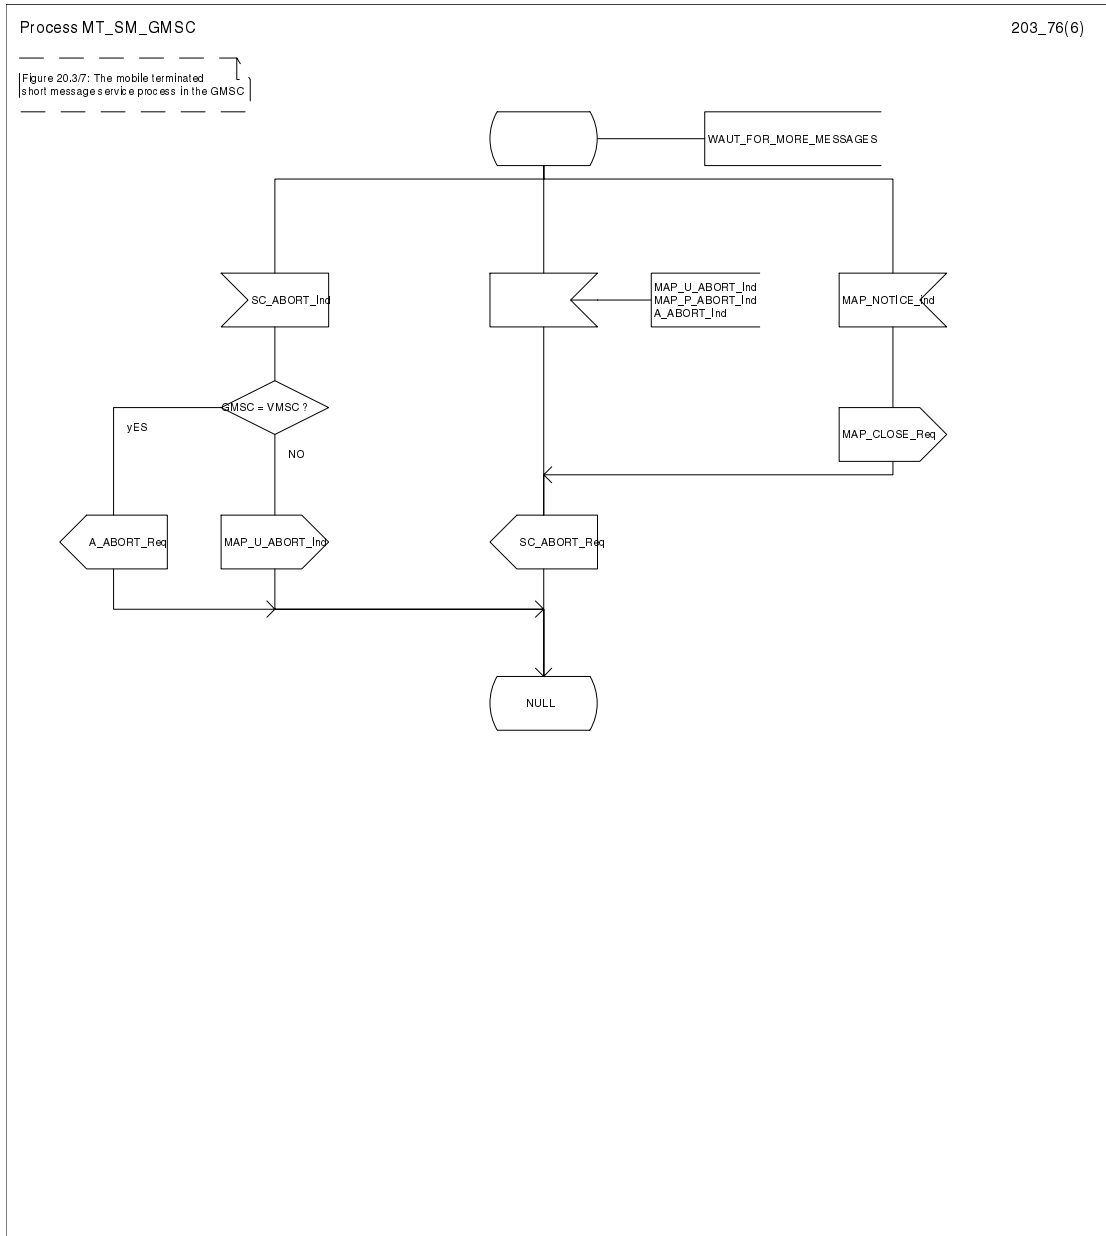 Process MT_SM_GMSC
203_76(6)
Figure 20.3/7: The mobile terminated
short message service process in the GMSC
WAUT_FOR_MORE_MESSAGES
SC_ABORT_Ind
MAP_U_ABORT_Ind
MAP_P_ABORT_Ind
A_ABORT_Ind
MAP_NOTICE_Ind
GMSC = VMSC ?
yES
NO
MAP_CLOSE_Req
A_ABORT_Req
MAP_U_ABORT_Ind
SC_ABORT_Req
NULL